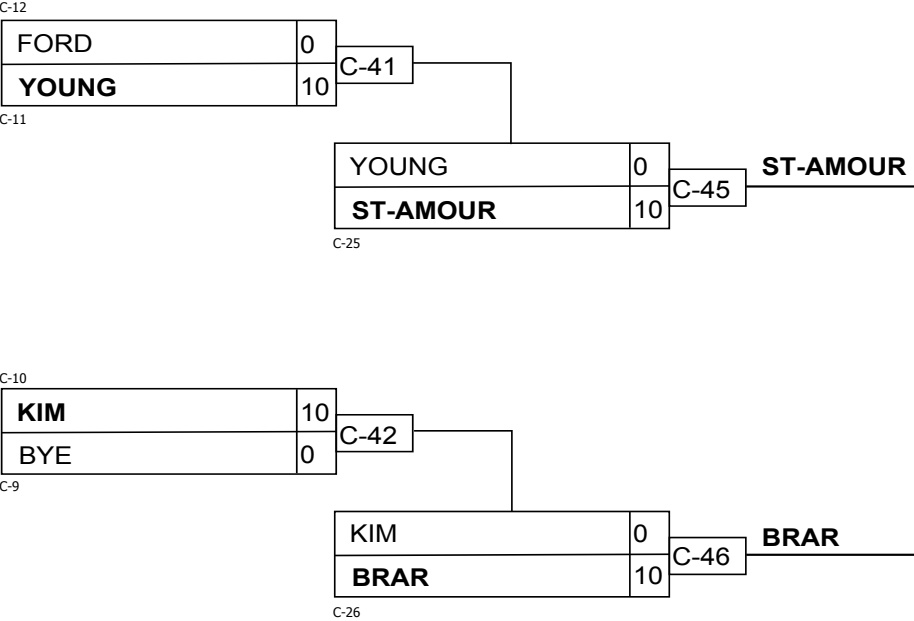 C-12
FORD 0
C-41
YOUNG 10
C-11
YOUNG 0
ST-AMOUR
C-45
ST-AMOUR 10
C-25
C-10
KIM 10
C-42
BYE 0
C-9
KIM 0
BRAR
C-46
BRAR 10
C-26